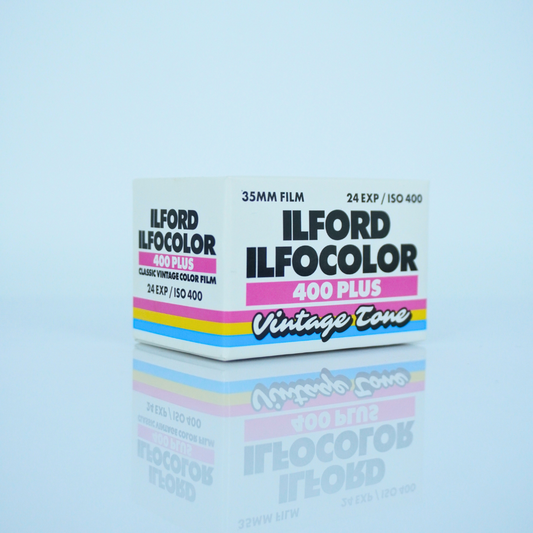 ILFORD
ILFOCOLOR
400 PLUS
CLASSIC VINTAGE COLOR FILM
24 EXP / ISO 400
35MM FILM 24 EXP / ISO 400
ILFORD
ILFOCOLOR
400 PLUS
Vintage Tone